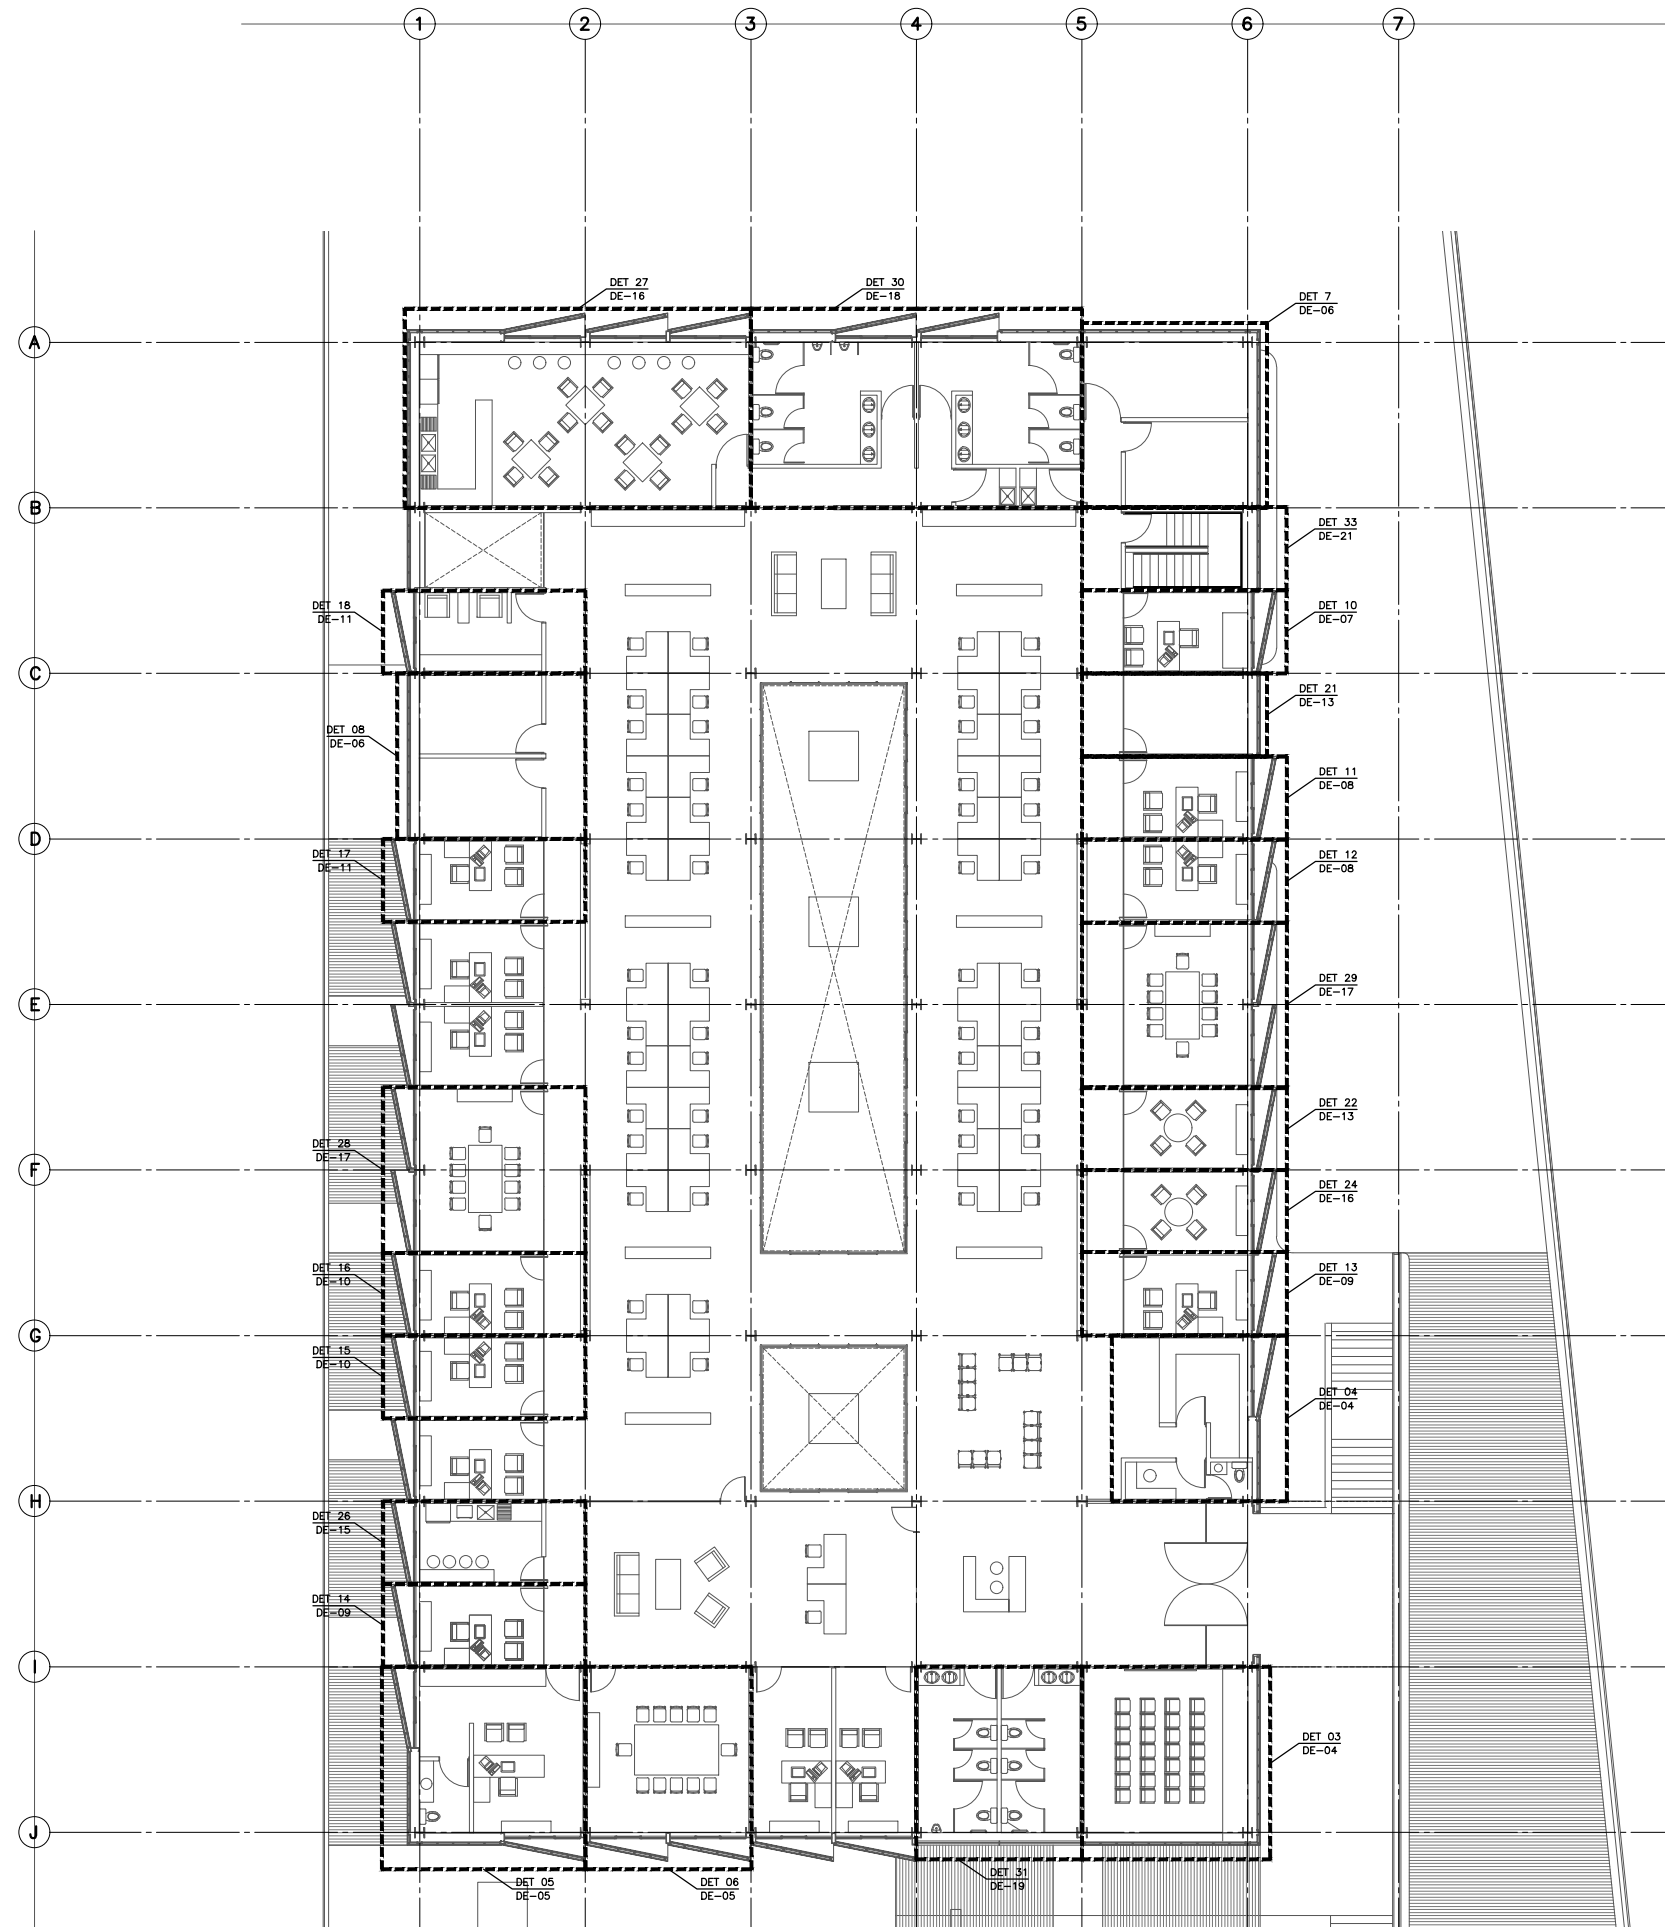 1 2 3 4 5 6 7
DET 27
DE-16
DET 30
DE-18
DET 7
DE-06
A
B
DET 33
DE-21
DET 18
DE-11
DET 10
DE-07
C
DET 21
DE-13
DET 08
DE-06
DET 11
DE-08
D
DET 17
DE-11
DET 12
DE-08
DET 29
DE-17
E
DET 22
DE-13
DET 28
DE-17
F
DET 24
DE-16
DET 16
DE-10
DET 13
DE-09
G
DET 15
DE-10
DET 04
DE-04
H
DET 26
DE-15
DET 14
DE-09
I
DET 03
DE-04
J
DET 05
DE-05
DET 06
DE-05
DET 31
DE-19